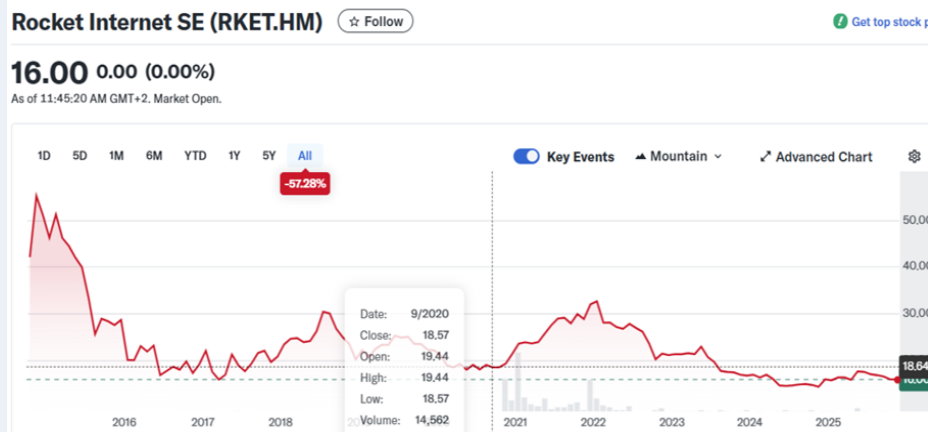 Rocket Internet SE (RKET.HM) ☆ Follow
Get top stock
16.00 0.00 (0.00%)
As of 11:45:20 AM GMT+2. Market Open.
1D 5D 1M 6M YTD 1Y 5Y All Key Events Mountain Advanced Chart
-57.28%
50,0
40,0
30,0
Date: 9/2020
Close: 18,57
Open: 19,44
High: 19,44
Low: 18,57
Volume: 14,562
18.64
2016 2017 2018 2021 2022 2023 2024 2025